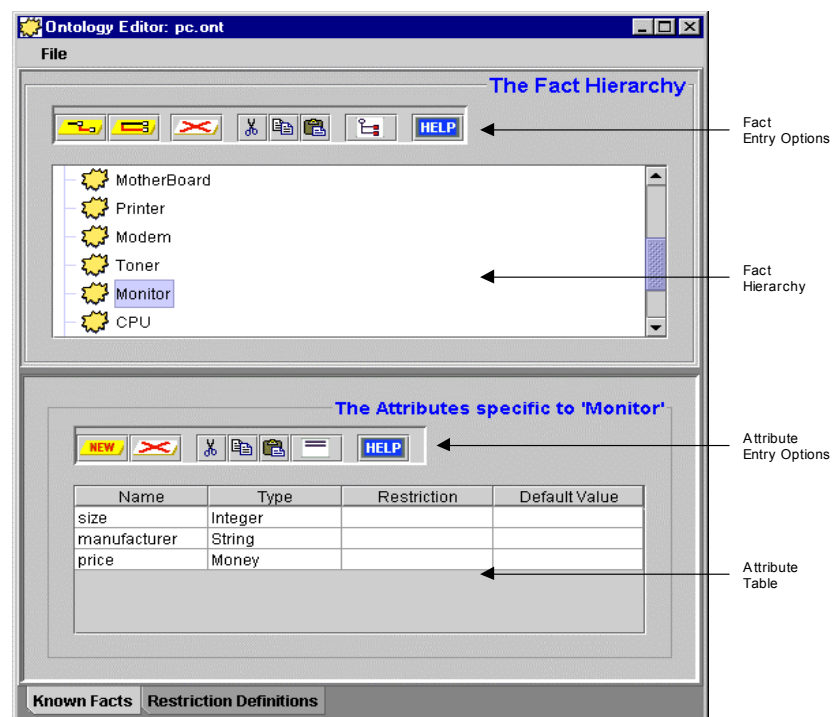 Ontology Editor: pc.ont
File
The Fact Hierarchy
HELP
Fact
Entry Options
MotherBoard
Printer
Modem
Toner
Monitor
CPU
Fact
Hierarchy
The Attributes specific to 'Monitor'
NEW
HELP
Attribute
Entry Options
Name Type Restriction Default Value
size Integer
manufacturer String
price Money
Attribute
Table
Known Facts Restriction Definitions